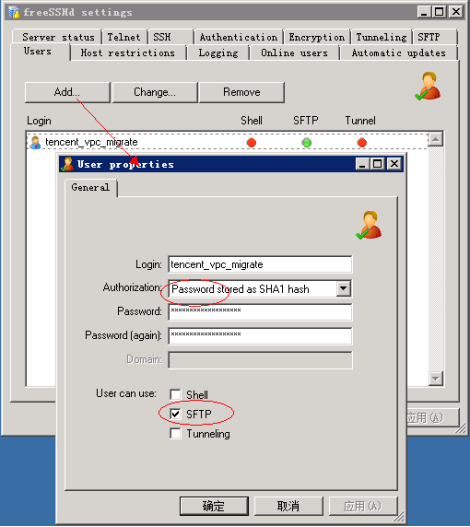 freeSSHd settings
Server status Telnet SSH Authentication Encryption Tunneling SFTP
Users Host restrictions Logging Online users Automatic updates
Add... Change... Remove
Login Shell SFTP Tunnel
tencent_vpc_migrate
User properties
General
Login: tencent_vpc_migrate
Authorization: Password stored as SHA1 hash
Password: ********************
Password (again): ********************
Domain:
User can use: Shell
SFTP
Tunneling
应用(A)
确定 取消 应用(A)